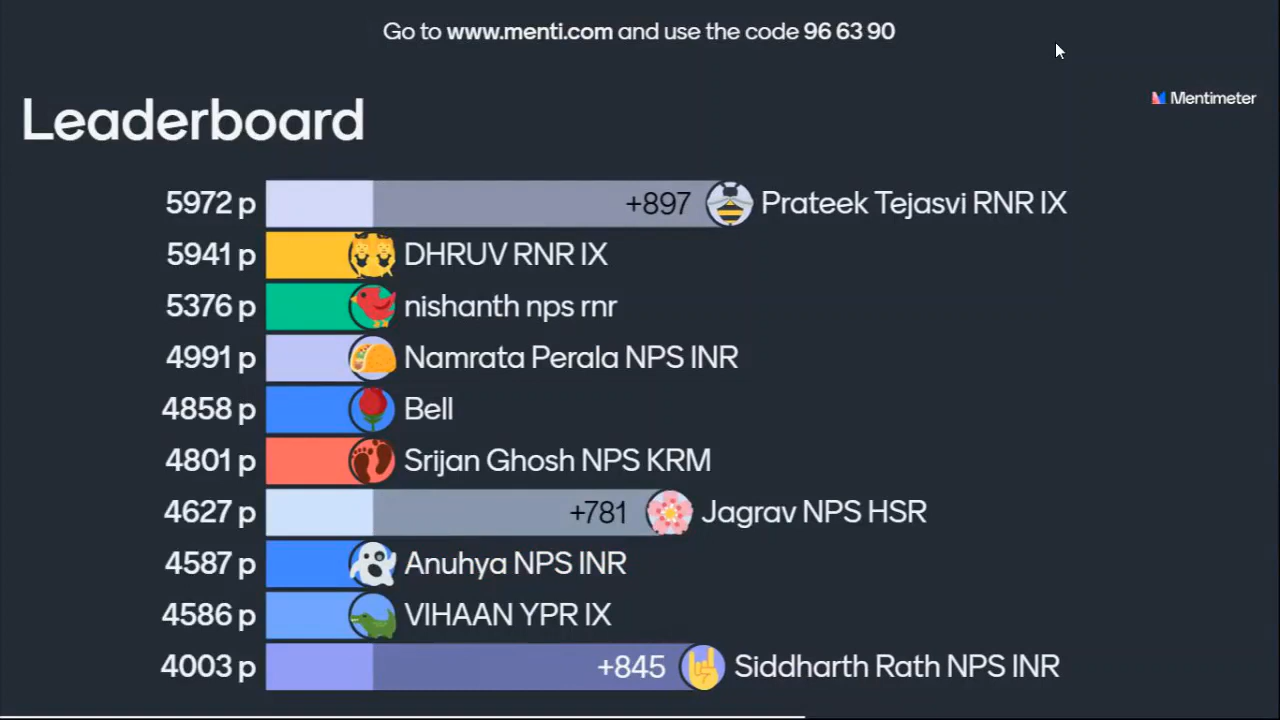 Go to www.menti.com and use the code 96 63 90
Mentimeter
Leaderboard
5972 p +897 Prateek Tejasvi RNR IX
5941 p DHRUV RNR IX
5376 p nishanth nps rnr
4991 p Namrata Perala NPS INR
4858 p Bell
4801 p Srijan Ghosh NPS KRM
4627 p +781 Jagrav NPS HSR
4587 p Anuhya NPS INR
4586 p VIHAAN YPR IX
4003 p +845 Siddharth Rath NPS INR